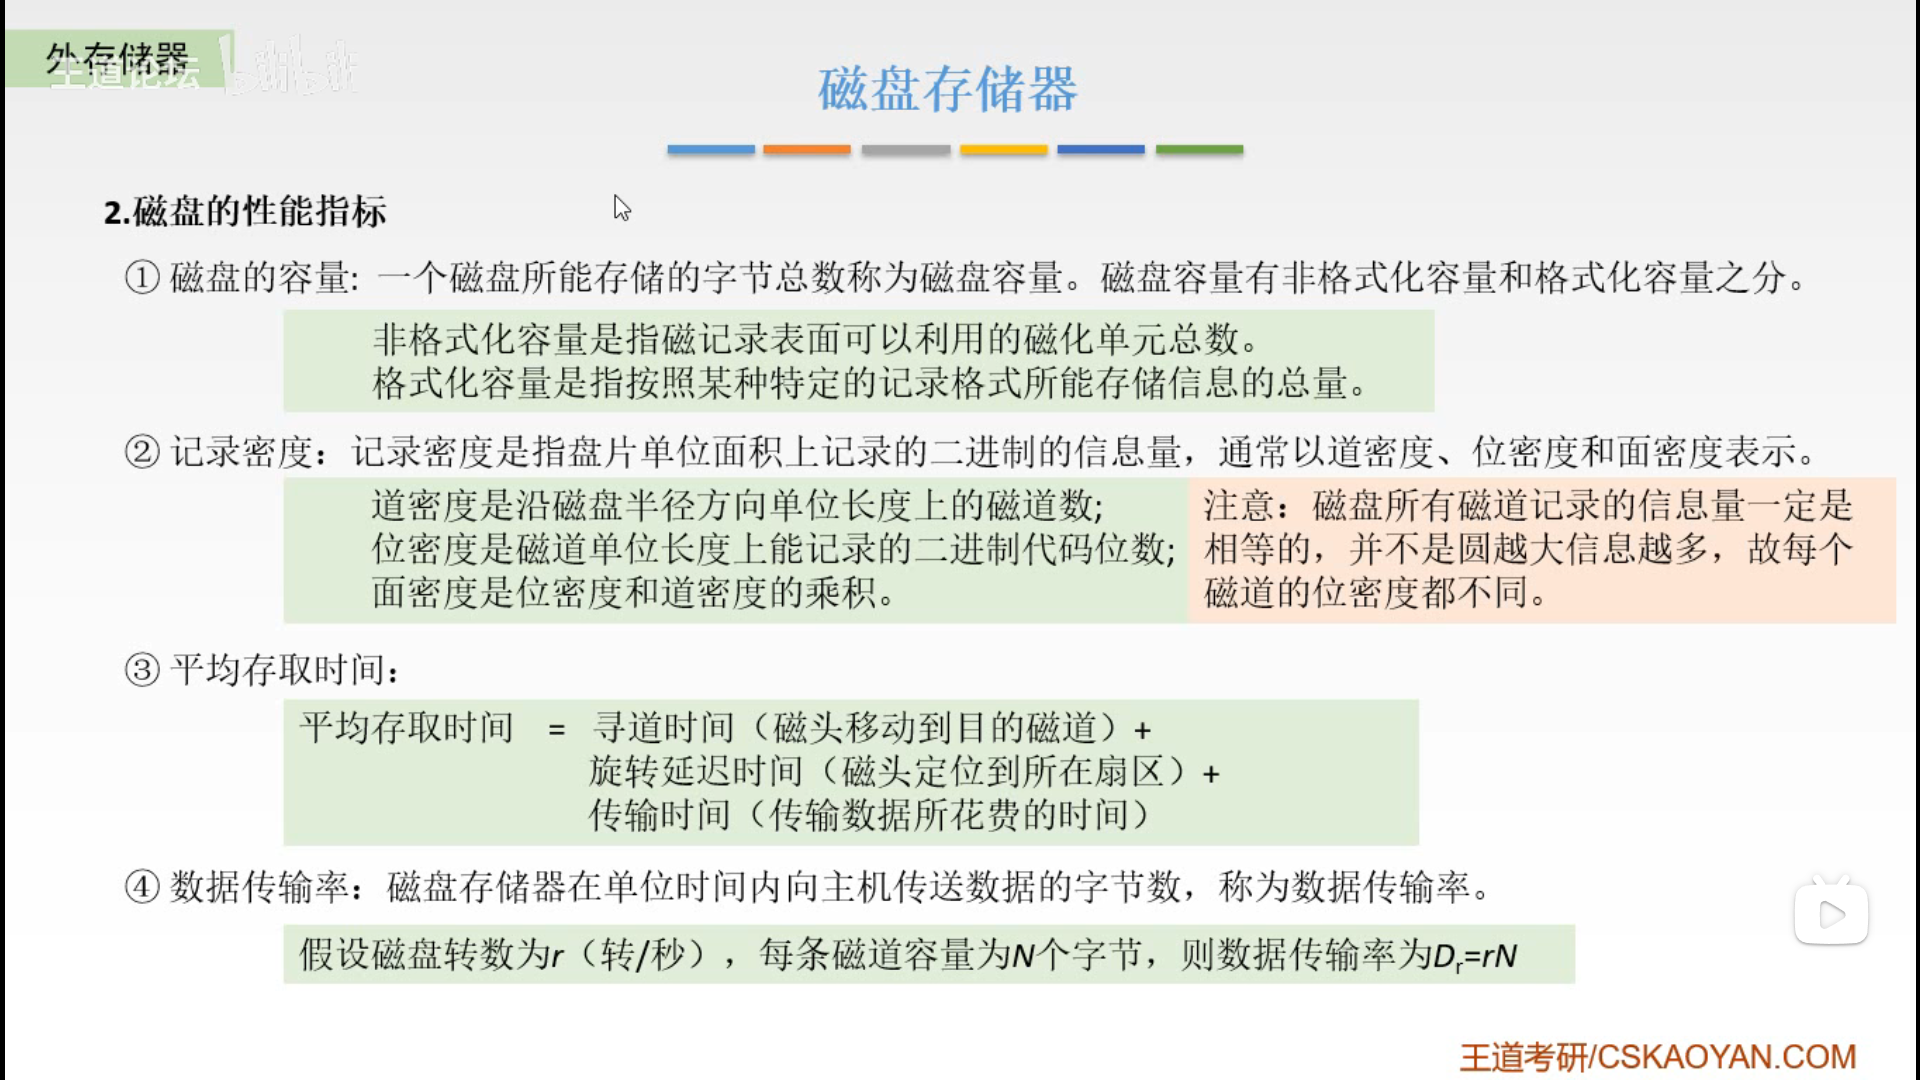 外存储器
王道论坛
bilibili
磁盘存储器
2.磁盘的性能指标
① 磁盘的容量: 一个磁盘所能存储的字节总数称为磁盘容量。磁盘容量有非格式化容量和格式化容量之分。
非格式化容量是指磁记录表面可以利用的磁化单元总数。
格式化容量是指按照某种特定的记录格式所能存储信息的总量。
② 记录密度：记录密度是指盘片单位面积上记录的二进制的信息量，通常以道密度、位密度和面密度表示。
道密度是沿磁盘半径方向单位长度上的磁道数;
位密度是磁道单位长度上能记录的二进制代码位数;
面密度是位密度和道密度的乘积。
注意：磁盘所有磁道记录的信息量一定是
相等的，并不是圆越大信息越多，故每个
磁道的位密度都不同。
③ 平均存取时间：
平均存取时间 = 寻道时间（磁头移动到目的磁道）+
旋转延迟时间（磁头定位到所在扇区）+
传输时间（传输数据所花费的时间）
④ 数据传输率：磁盘存储器在单位时间内向主机传送数据的字节数，称为数据传输率。
假设磁盘转数为r（转/秒），每条磁道容量为N个字节，则数据传输率为Dr=rN
王道考研/CSKAOYAN.COM